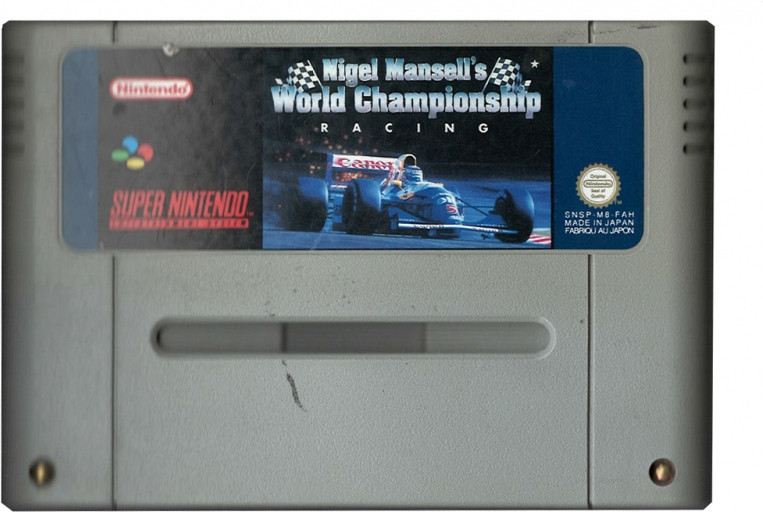 Nintendo
SUPER NINTENDO
ENTERTAINMENT SYSTEM
Nigel Mansell's
World Championship
RACING
Canon
Original
Nintendo
Seal of
Quality
SNSP-M8-FAH
MADE IN JAPAN
FABRIQU AU JAPON